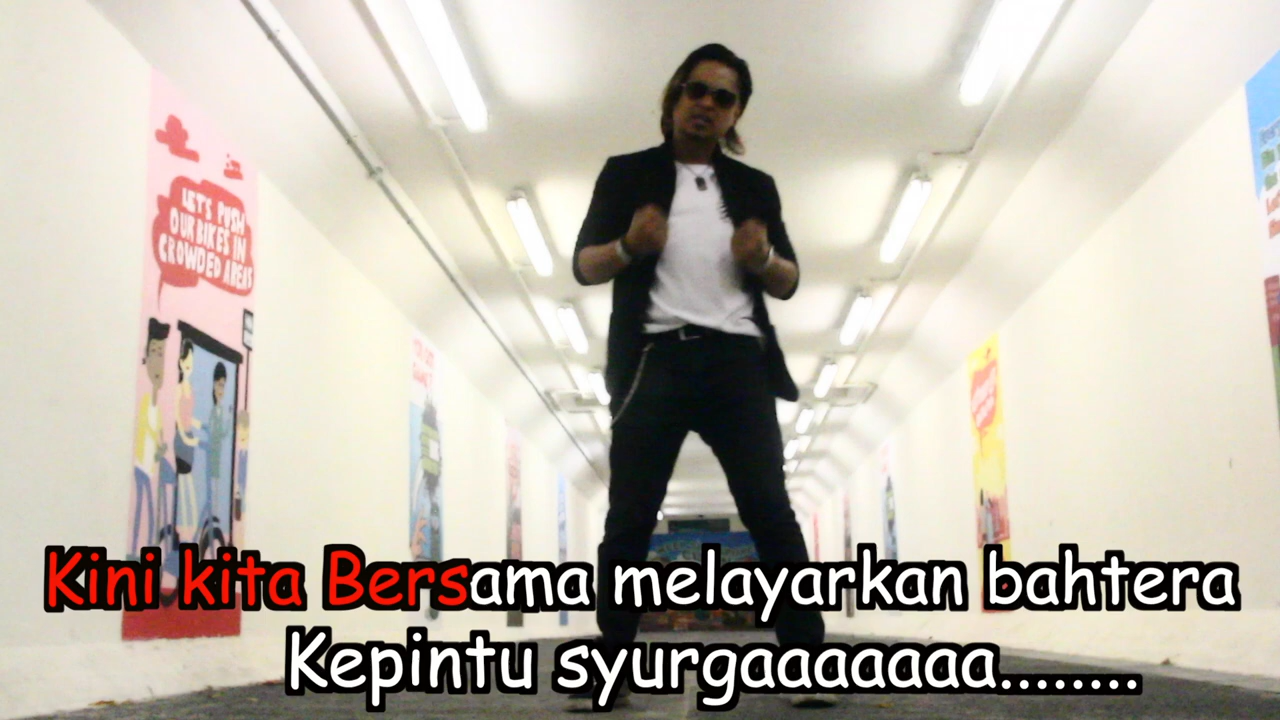 LET'S PUSH
OUR BIKES IN
CROWDED AREAS
Kini kita Bersama melayarkan bahtera
Kepintu syurgaaaaaaa........